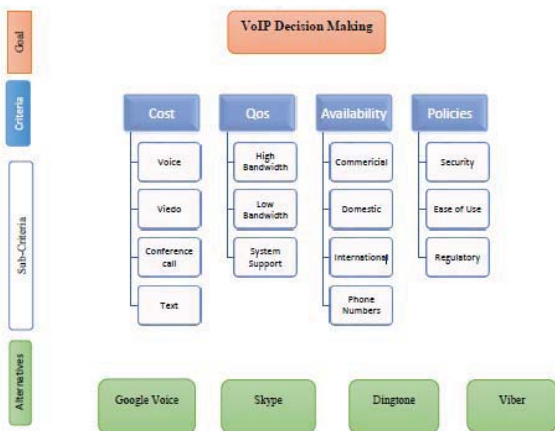 Goal
VoIP Decision Making
Criteria
Cost
Qos
Availability
Policies
Sub-Criteria
Voice
Viedo
Conference
call
Text
High
Bandwidth
Low
Bandwidth
System
Support
Commericial
Domestic
International
Phone
Numbers
Security
Ease of Use
Regulatory
Alternatives
Google Voice
Skype
Dingtone
Viber